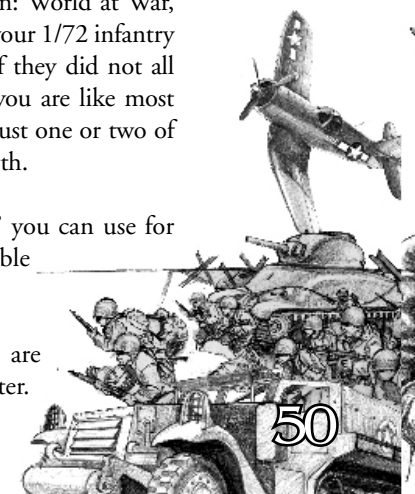 n: World at War,
your 1/72 infantry
f they did not all
you are like most
ust one or two of
th.
you can use for
ble
are
ter.
50